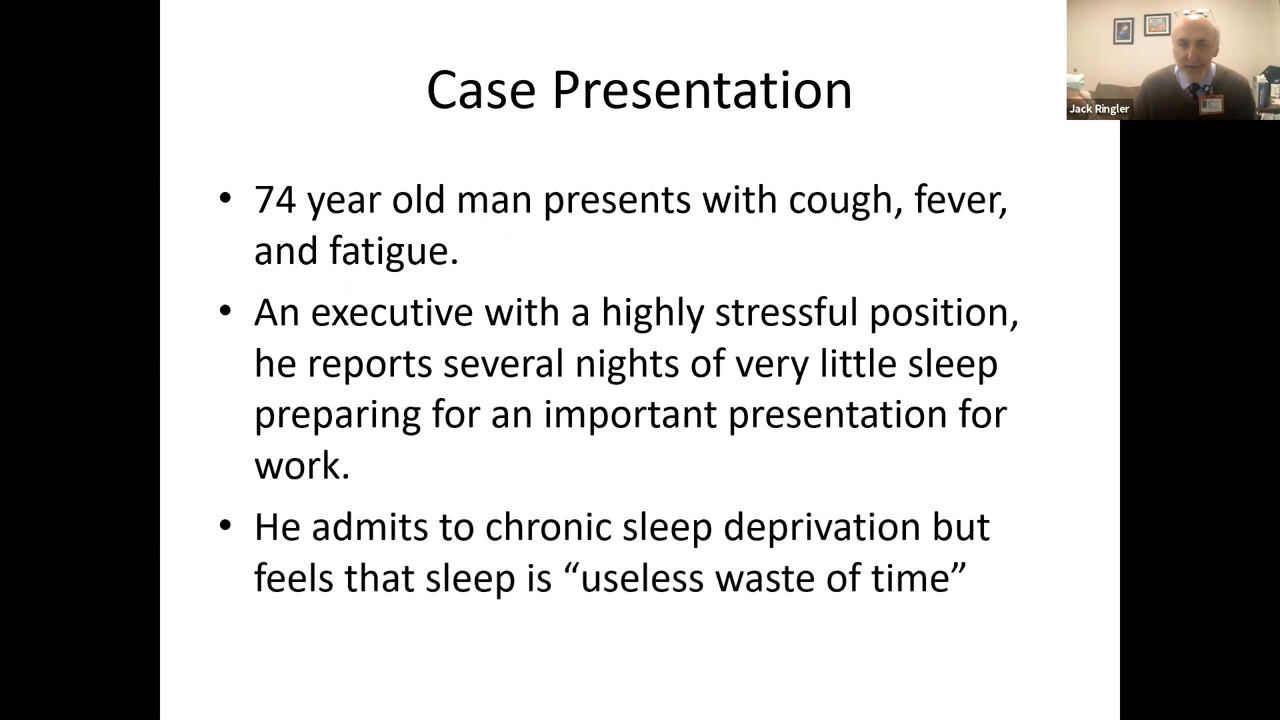 Case Presentation
Jack Ringler
• 74 year old man presents with cough, fever,
and fatigue.
• An executive with a highly stressful position,
he reports several nights of very little sleep
preparing for an important presentation for
work.
• He admits to chronic sleep deprivation but
feels that sleep is “useless waste of time”